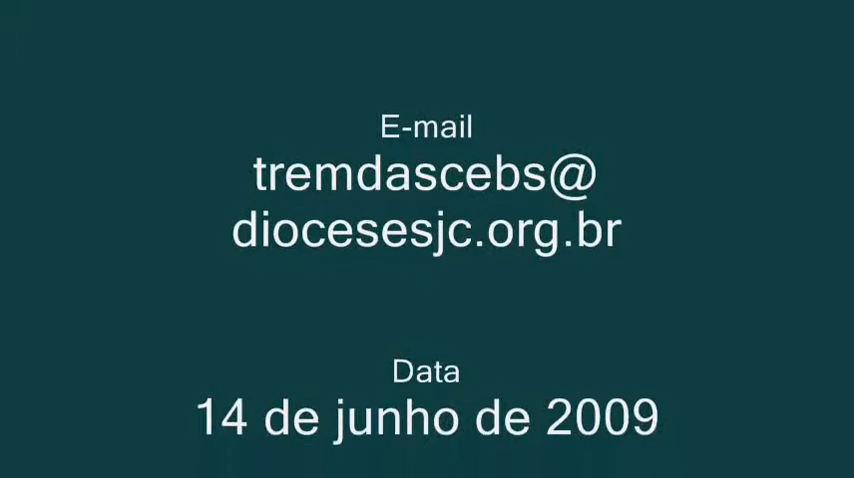 E-mail
tremdascebs@
diocesesjc.org.br
Data
14 de junho de 2009